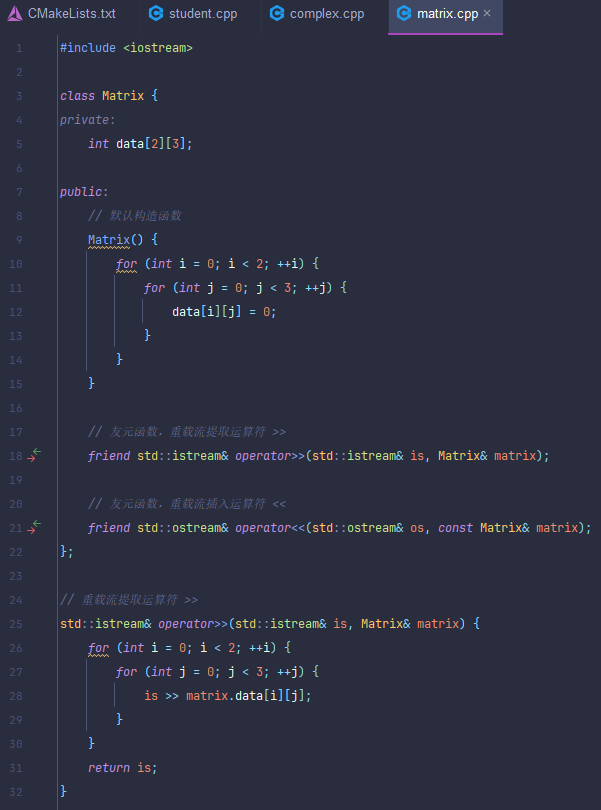 CMakeLists.txt student.cpp complex.cpp matrix.cpp ×
1 #include <iostream>
2
3 class Matrix {
4 private:
5     int data[2][3];
6
7 public:
8     // 默认构造函数
9     Matrix() {
10         for (int i = 0; i < 2; ++i) {
11             for (int j = 0; j < 3; ++j) {
12                 data[i][j] = 0;
13             }
14         }
15     }
16
17     // 友元函数，重载流提取运算符 >>
18     friend std::istream& operator>>(std::istream& is, Matrix& matrix);
19
20     // 友元函数，重载流插入运算符 <<
21     friend std::ostream& operator<<(std::ostream& os, const Matrix& matrix);
22 };
23
24 // 重载流提取运算符 >>
25 std::istream& operator>>(std::istream& is, Matrix& matrix) {
26     for (int i = 0; i < 2; ++i) {
27         for (int j = 0; j < 3; ++j) {
28             is >> matrix.data[i][j];
29         }
30     }
31     return is;
32 }